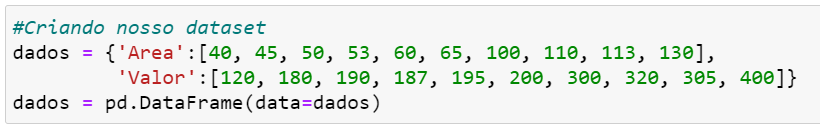 #Criando nosso dataset
dados = {'Area':[40, 45, 50, 53, 60, 65, 100, 110, 113, 130],
         'Valor':[120, 180, 190, 187, 195, 200, 300, 320, 305, 400]}
dados = pd.DataFrame(data=dados)